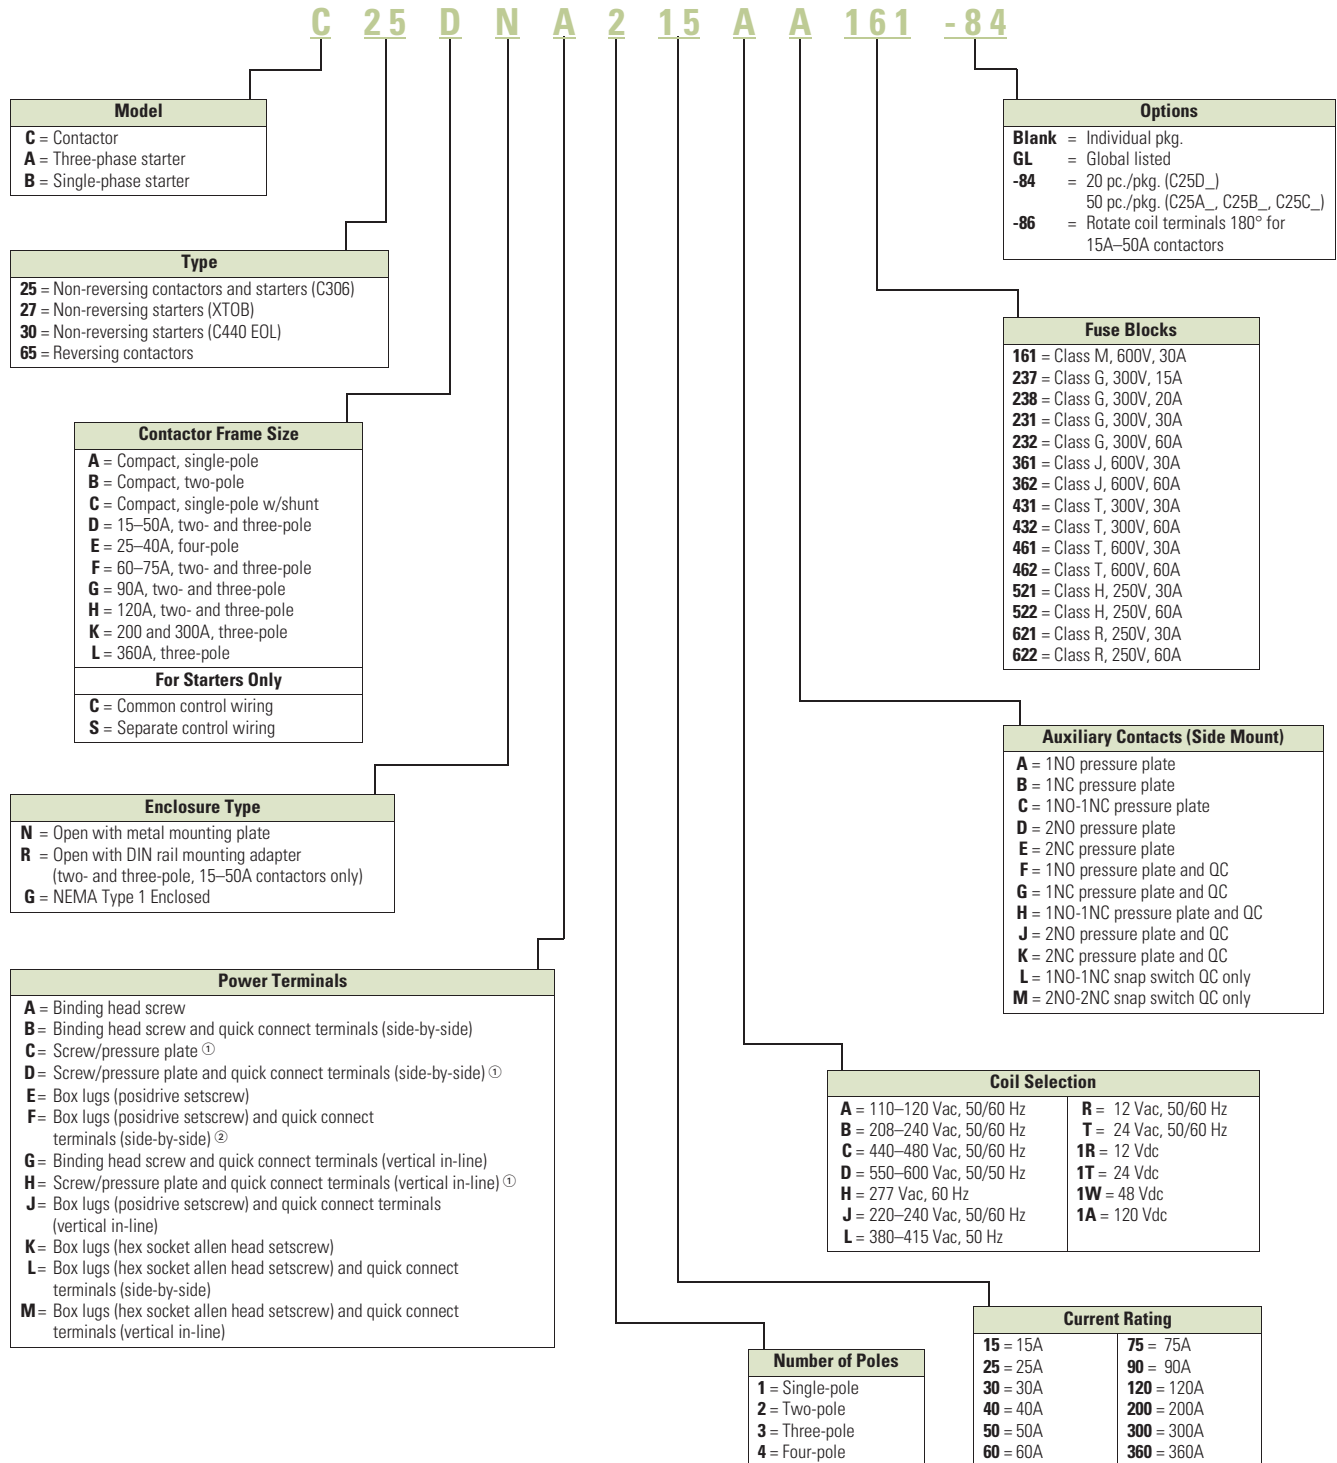 C 25 D N A 2 15 A A 161 -84
Model
C = Contactor
A = Three-phase starter
B = Single-phase starter
Type
25 = Non-reversing contactors and starters (C306)
27 = Non-reversing starters (XTOB)
30 = Non-reversing starters (C440 EOL)
65 = Reversing contactors
Contactor Frame Size
A = Compact, single-pole
B = Compact, two-pole
C = Compact, single-pole w/shunt
D = 15–50A, two- and three-pole
E = 25–40A, four-pole
F = 60–75A, two- and three-pole
G = 90A, two- and three-pole
H = 120A, two- and three-pole
K = 200 and 300A, three-pole
L = 360A, three-pole
For Starters Only
C = Common control wiring
S = Separate control wiring
Enclosure Type
N = Open with metal mounting plate
R = Open with DIN rail mounting adapter
(two- and three-pole, 15–50A contactors only)
G = NEMA Type 1 Enclosed
Power Terminals
A = Binding head screw
B = Binding head screw and quick connect terminals (side-by-side)
C = Screw/pressure plate ①
D = Screw/pressure plate and quick connect terminals (side-by-side) ①
E = Box lugs (posidrive setscrew)
F = Box lugs (posidrive setscrew) and quick connect
terminals (side-by-side) ②
G = Binding head screw and quick connect terminals (vertical in-line)
H = Screw/pressure plate and quick connect terminals (vertical in-line) ①
J = Box lugs (posidrive setscrew) and quick connect terminals
(vertical in-line)
K = Box lugs (hex socket allen head setscrew)
L = Box lugs (hex socket allen head setscrew) and quick connect
terminals (side-by-side)
M = Box lugs (hex socket allen head setscrew) and quick connect
terminals (vertical in-line)
Options
Blank = Individual pkg.
GL = Global listed
-84 = 20 pc./pkg. (C25D_)
50 pc./pkg. (C25A_, C25B_, C25C_)
-86 = Rotate coil terminals 180° for
15A–50A contactors
Fuse Blocks
161 = Class M, 600V, 30A
237 = Class G, 300V, 15A
238 = Class G, 300V, 20A
231 = Class G, 300V, 30A
232 = Class G, 300V, 60A
361 = Class J, 600V, 30A
362 = Class J, 600V, 60A
431 = Class T, 300V, 30A
432 = Class T, 300V, 60A
461 = Class T, 600V, 30A
462 = Class T, 600V, 60A
521 = Class H, 250V, 30A
522 = Class H, 250V, 60A
621 = Class R, 250V, 30A
622 = Class R, 250V, 60A
Auxiliary Contacts (Side Mount)
A = 1NO pressure plate
B = 1NC pressure plate
C = 1NO-1NC pressure plate
D = 2NO pressure plate
E = 2NC pressure plate
F = 1NO pressure plate and QC
G = 1NC pressure plate and QC
H = 1NO-1NC pressure plate and QC
J = 2NO pressure plate and QC
K = 2NC pressure plate and QC
L = 1NO-1NC snap switch QC only
M = 2NO-2NC snap switch QC only
Coil Selection
A = 110–120 Vac, 50/60 Hz
B = 208–240 Vac, 50/60 Hz
C = 440–480 Vac, 50/60 Hz
D = 550–600 Vac, 50/50 Hz
H = 277 Vac, 60 Hz
J = 220–240 Vac, 50/60 Hz
L = 380–415 Vac, 50 Hz
R = 12 Vac, 50/60 Hz
T = 24 Vac, 50/60 Hz
1R = 12 Vdc
1T = 24 Vdc
1W = 48 Vdc
1A = 120 Vdc
Number of Poles
1 = Single-pole
2 = Two-pole
3 = Three-pole
4 = Four-pole
Current Rating
15 = 15A
25 = 25A
30 = 30A
40 = 40A
50 = 50A
60 = 60A
75 = 75A
90 = 90A
120 = 120A
200 = 200A
300 = 300A
360 = 360A